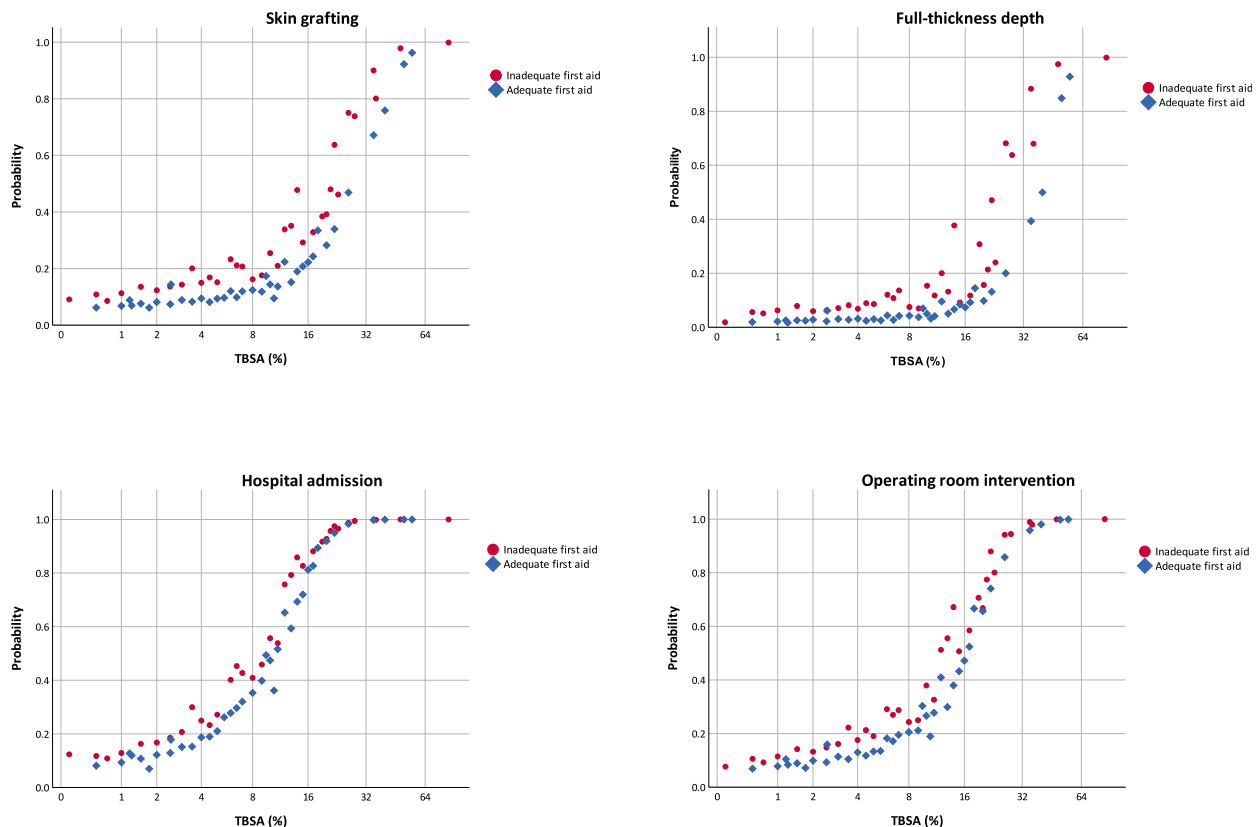 Skin grafting
1.0
0.8
0.6
0.4
0.2
0.0
0 1 2 4 8 16 32 64
Probability
TBSA (%)
Inadequate first aid
Adequate first aid
Full-thickness depth
1.0
0.8
0.6
0.4
0.2
0.0
0 1 2 4 8 16 32 64
Probability
TBSA (%)
Inadequate first aid
Adequate first aid
Hospital admission
1.0
0.8
0.6
0.4
0.2
0.0
0 1 2 4 8 16 32 64
Probability
TBSA (%)
Inadequate first aid
Adequate first aid
Operating room intervention
1.0
0.8
0.6
0.4
0.2
0.0
0 1 2 4 8 16 32 64
Probability
TBSA (%)
Inadequate first aid
Adequate first aid